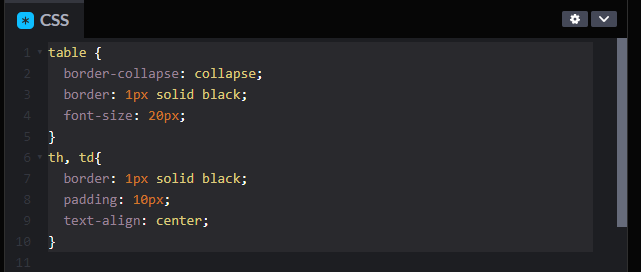 CSS
1 table {
2 border-collapse: collapse;
3 border: 1px solid black;
4 font-size: 20px;
5 }
6 th, td{
7 border: 1px solid black;
8 padding: 10px;
9 text-align: center;
10 }
11